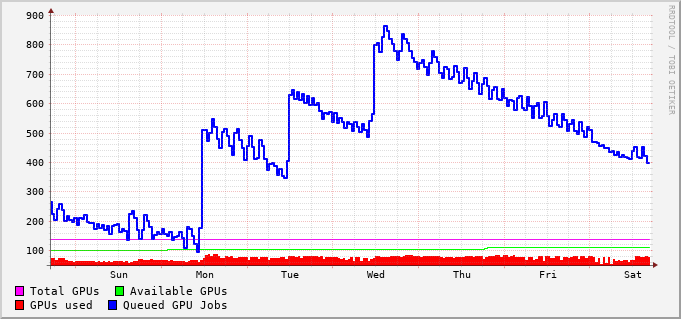 900
800
700
600
500
400
300
200
100
Sun Mon Tue Wed Thu Fri Sat
Total GPUs Available GPUs
GPUs used Queued GPU Jobs
RRDTOOL / TOBI OETIKER